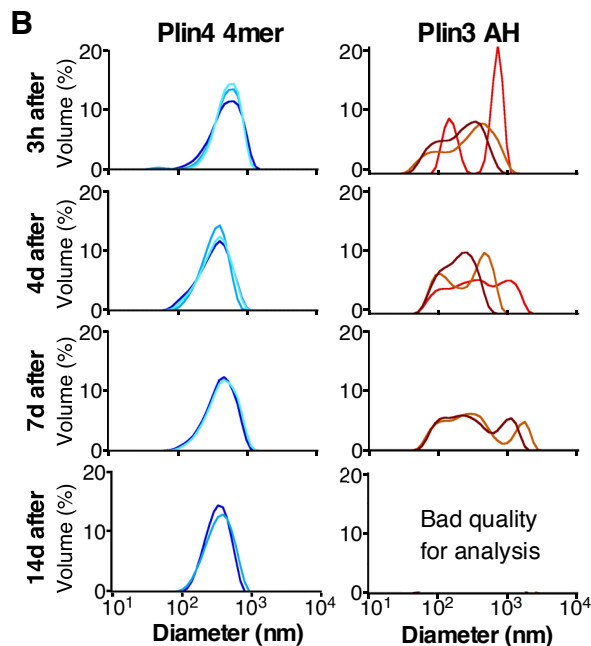 B
Plin4 4mer
Plin3 AH
3h after
Volume (%)
20
10
0
20
10
0
4d after
Volume (%)
20
10
0
20
10
0
7d after
Volume (%)
20
10
0
20
10
0
14d after
Volume (%)
20
10
0
20
10
0
Bad quality
for analysis
10¹ 10² 10³ 10⁴
10¹ 10² 10³ 10⁴
Diameter (nm)
Diameter (nm)